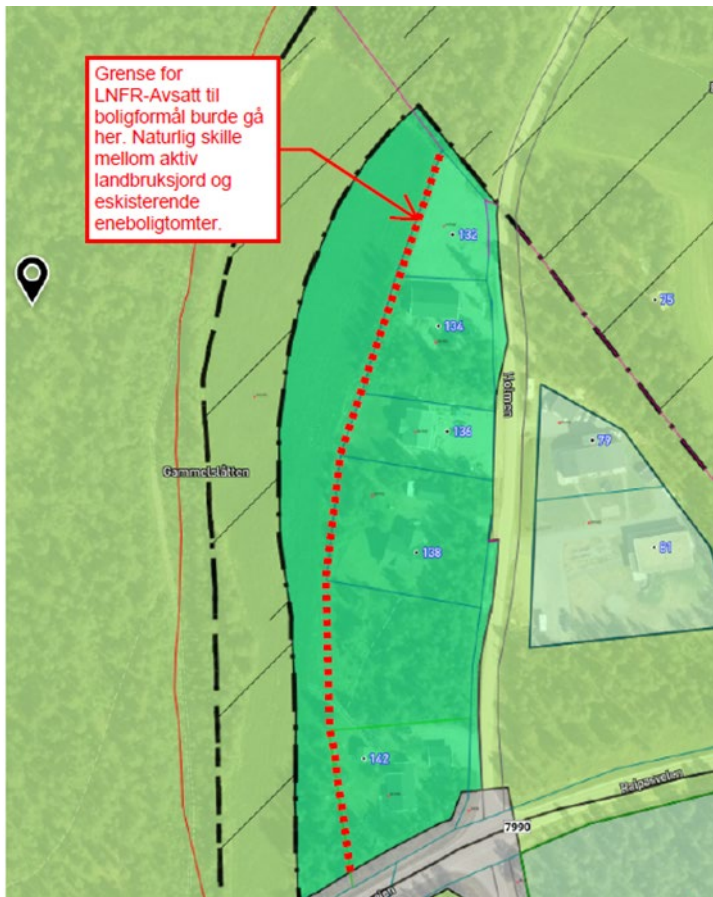 Grense for
LNFR-Avsatt til
boligformål burde gå
her. Naturlig skille
mellom aktiv
landbruksjord og
eskisterende
eneboligtomter.
132
75
134
Holmen
136
79
Gammelslåtten
81
138
142
7990